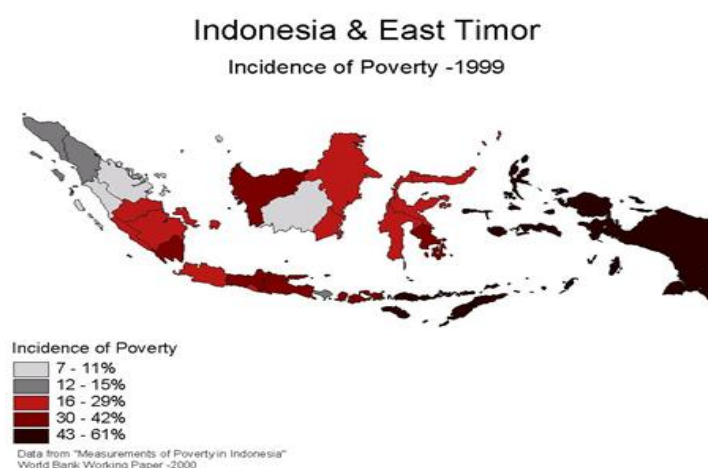 Indonesia & East Timor
Incidence of Poverty -1999
Incidence of Poverty
7 - 11%
12 - 15%
16 - 29%
30 - 42%
43 - 61%
Data from "Measurements of Poverty in Indonesia"
World Bank Working Paper -2000